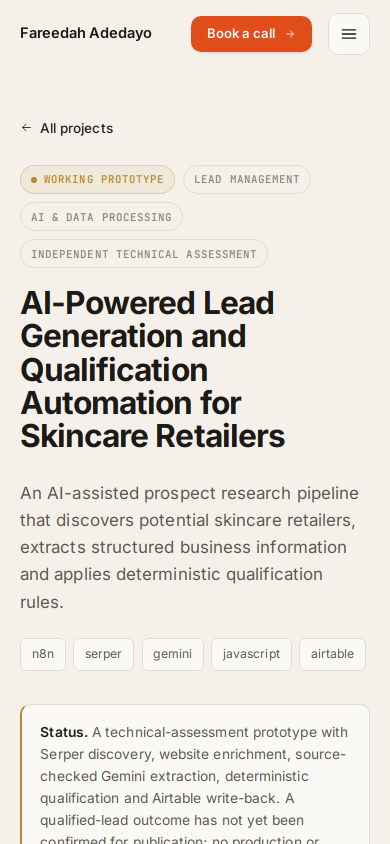 Fareedah Adedayo
Book a call →
← All projects
WORKING PROTOTYPE
LEAD MANAGEMENT
AI & DATA PROCESSING
INDEPENDENT TECHNICAL ASSESSMENT
AI-Powered Lead
Generation and
Qualification
Automation for
Skincare Retailers
An AI-assisted prospect research pipeline
that discovers potential skincare retailers,
extracts structured business information
and applies deterministic qualification
rules.
n8n
serper
gemini
javascript
airtable
Status. A technical-assessment prototype with
Serper discovery, website enrichment, source-
checked Gemini extraction, deterministic
qualification and Airtable write-back. A
qualified-lead outcome has not yet been
confirmed for publication; no production or